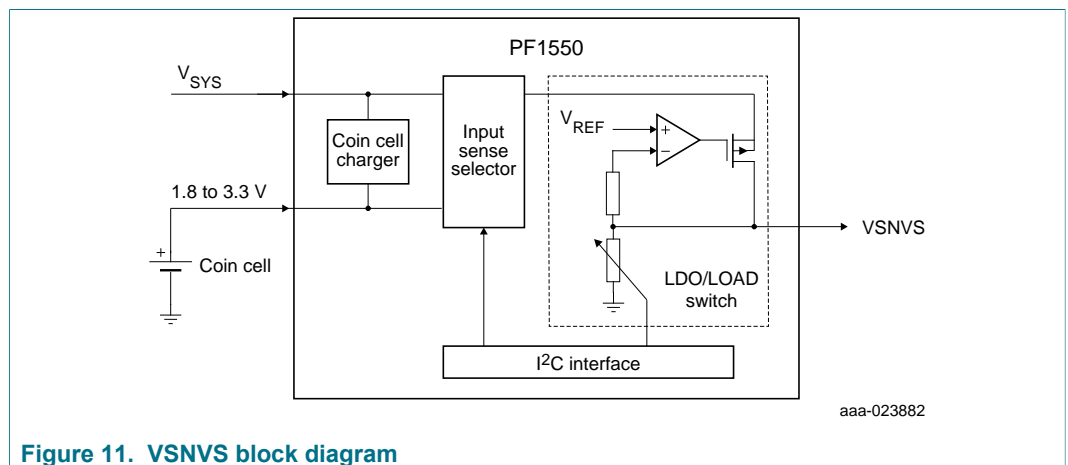 PF1550
VSYS
Coin cell
charger
Input
sense
selector
VREF
+
−
1.8 to 3.3 V
VSNVS
+
Coin cell
LDO/LOAD
switch
I2C interface
aaa-023882
Figure 11. VSNVS block diagram